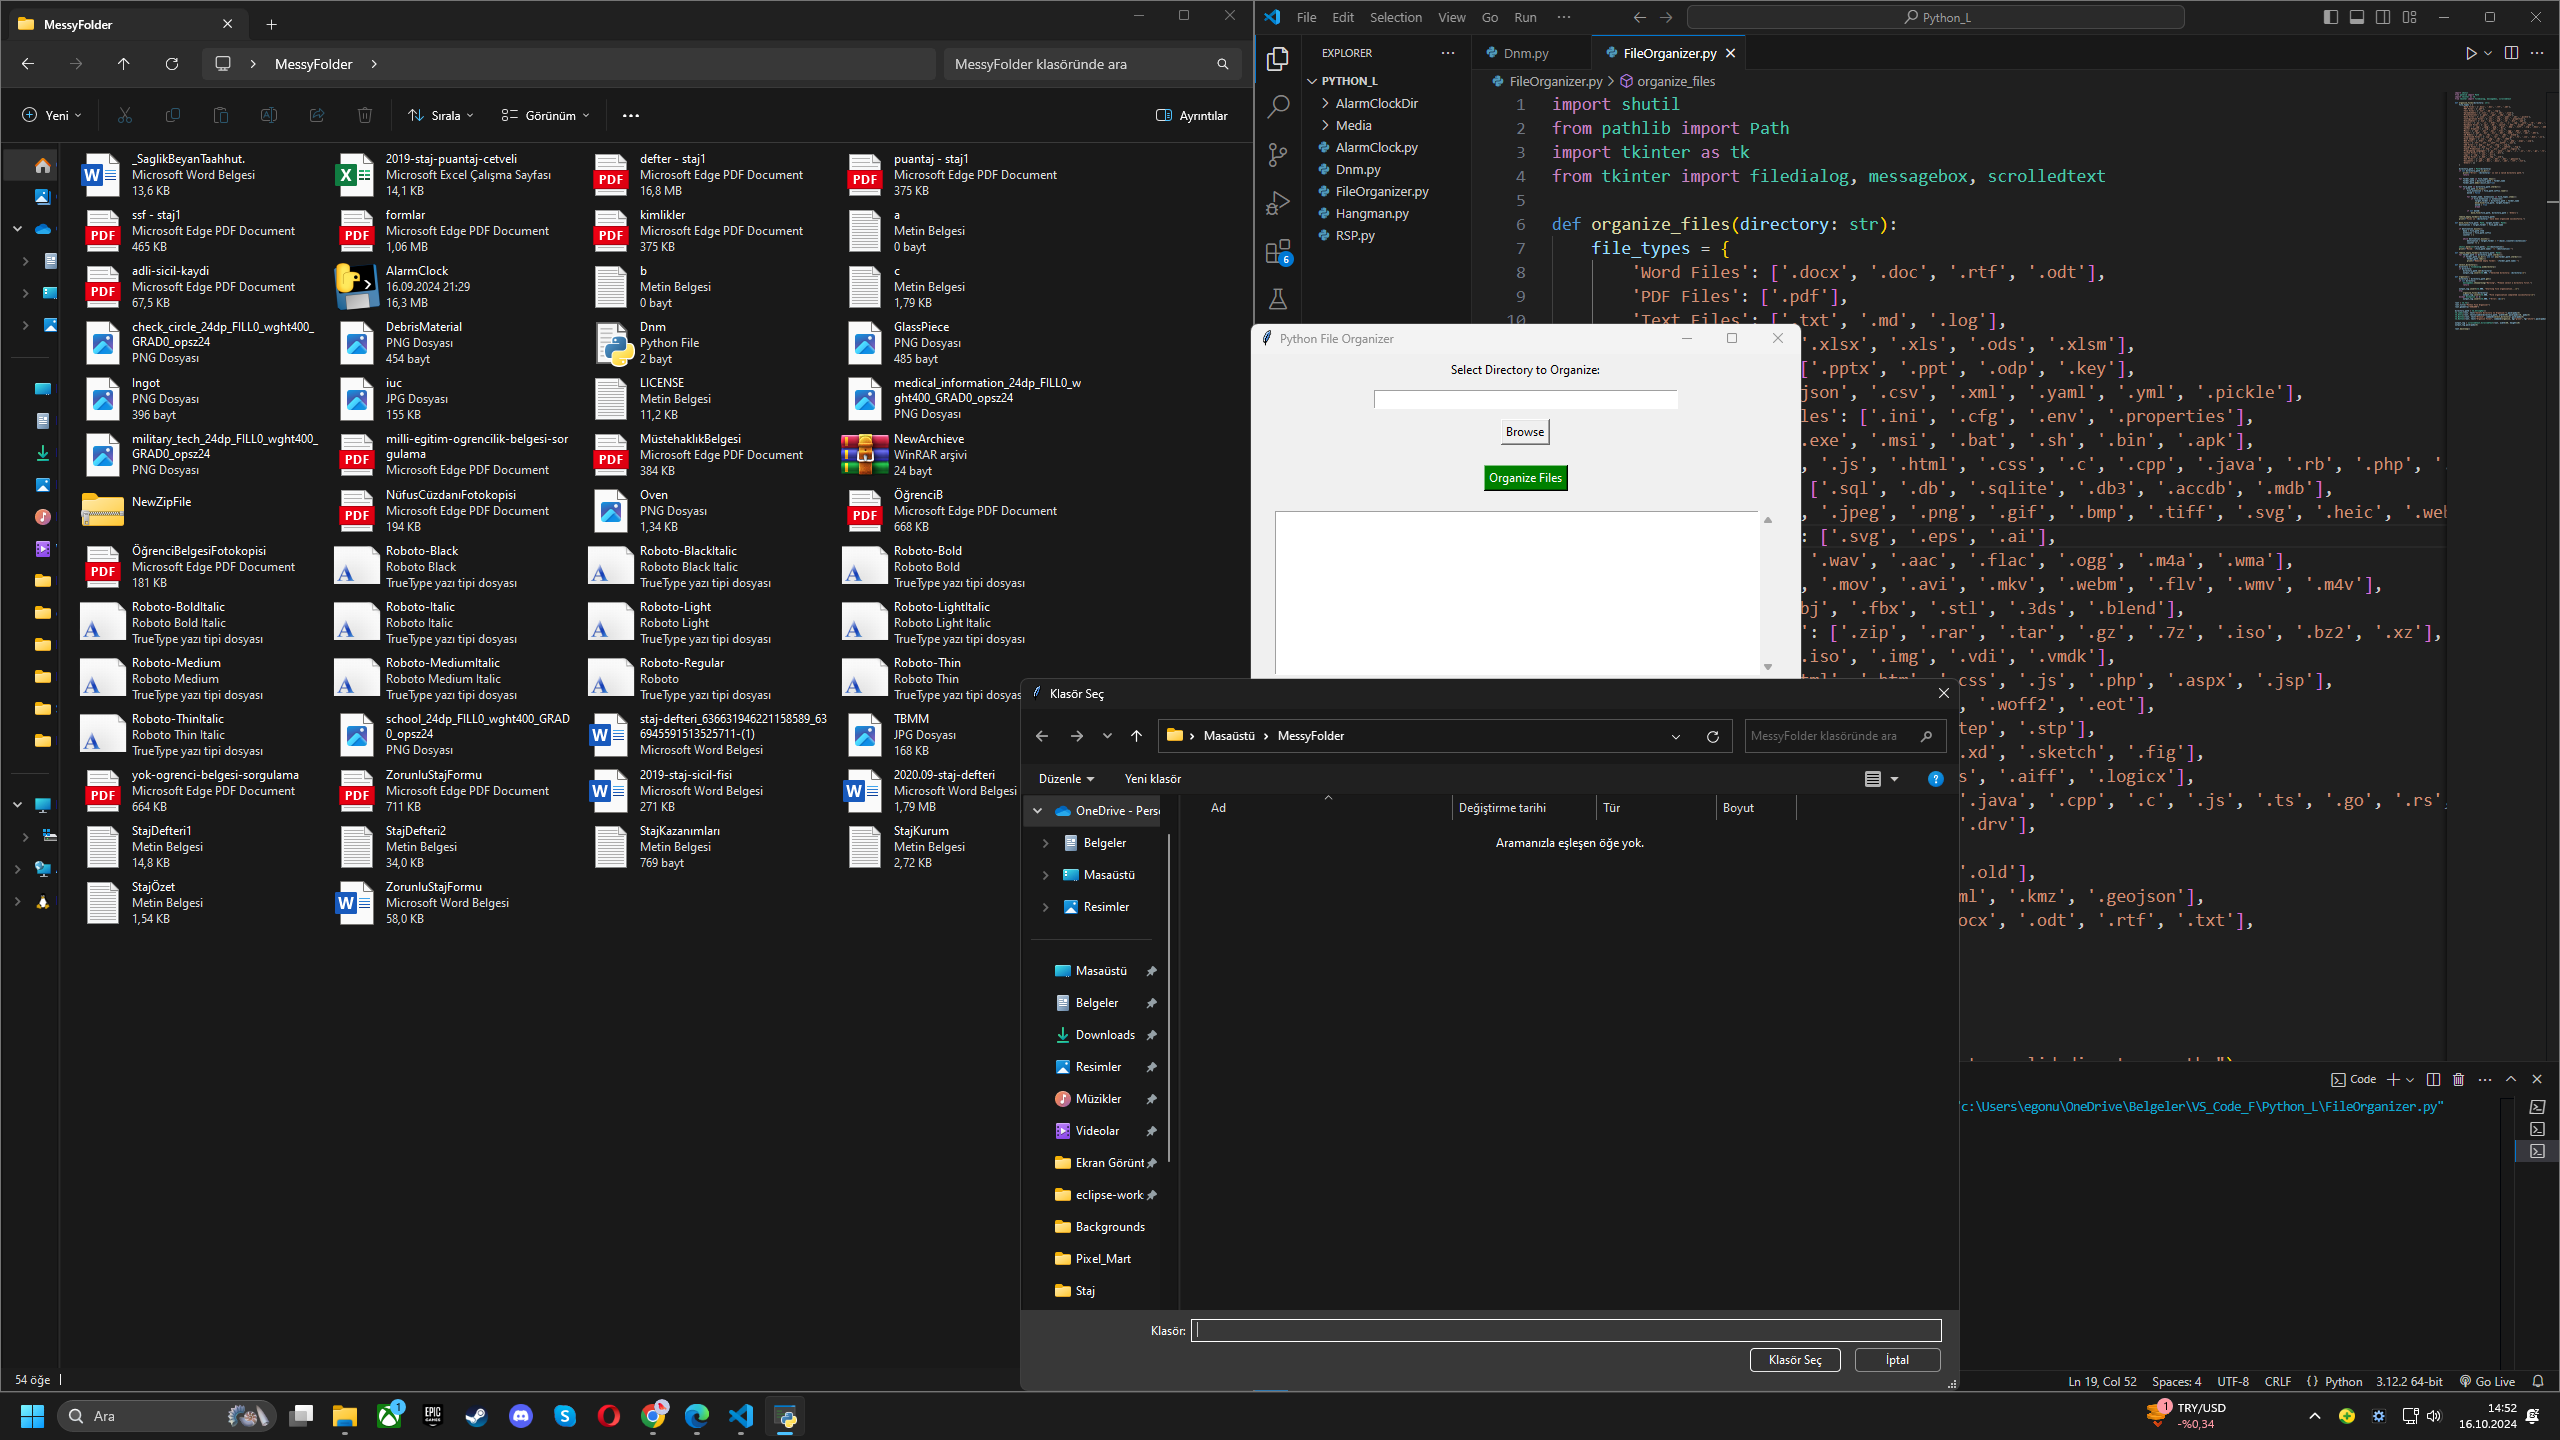 MessyFolder
MessyFolder
MessyFolder klasöründe ara
Yeni
Sırala
Görünüm
Ayrıntılar
_SaglikBeyanTaahhut.
Microsoft Word Belgesi
13,6 KB
2019-staj-puantaj-cetveli
Microsoft Excel Çalışma Sayfası
14,1 KB
defter - staj1
Microsoft Edge PDF Document
16,8 MB
puantaj - staj1
Microsoft Edge PDF Document
375 KB
ssf - staj1
Microsoft Edge PDF Document
465 KB
formlar
Microsoft Edge PDF Document
1,06 MB
kimlikler
Microsoft Edge PDF Document
375 KB
a
Metin Belgesi
0 bayt
adli-sicil-kaydi
Microsoft Edge PDF Document
67,5 KB
AlarmClock
16.09.2024 21:29
16,3 MB
b
Metin Belgesi
0 bayt
c
Metin Belgesi
1,79 KB
check_circle_24dp_FILL0_wght400_
GRAD0_opsz24
PNG Dosyası
DebrisMaterial
PNG Dosyası
454 bayt
Dnm
Python File
2 bayt
GlassPiece
PNG Dosyası
485 bayt
Ingot
PNG Dosyası
396 bayt
iuc
JPG Dosyası
155 KB
LICENSE
Metin Belgesi
11,2 KB
medical_information_24dp_FILL0_w
ght400_GRAD0_opsz24
PNG Dosyası
military_tech_24dp_FILL0_wght400_
GRAD0_opsz24
PNG Dosyası
milli-egitim-ogrencilik-belgesi-sor
gulama
Microsoft Edge PDF Document
MüstehaklıkBelgesi
Microsoft Edge PDF Document
384 KB
NewArchieve
WinRAR arşivi
24 bayt
NewZipFile
NüfusCüzdanıFotokopisi
Microsoft Edge PDF Document
194 KB
Oven
PNG Dosyası
1,34 KB
ÖğrenciB
Microsoft Edge PDF Document
668 KB
ÖğrenciBelgesiFotokopisi
Microsoft Edge PDF Document
181 KB
Roboto-Black
Roboto Black
TrueType yazı tipi dosyası
Roboto-BlackItalic
Roboto Black Italic
TrueType yazı tipi dosyası
Roboto-Bold
Roboto Bold
TrueType yazı tipi dosyası
Roboto-BoldItalic
Roboto Bold Italic
TrueType yazı tipi dosyası
Roboto-Italic
Roboto Italic
TrueType yazı tipi dosyası
Roboto-Light
Roboto Light
TrueType yazı tipi dosyası
Roboto-LightItalic
Roboto Light Italic
TrueType yazı tipi dosyası
Roboto-Medium
Roboto Medium
TrueType yazı tipi dosyası
Roboto-MediumItalic
Roboto Medium Italic
TrueType yazı tipi dosyası
Roboto-Regular
Roboto
TrueType yazı tipi dosyası
Roboto-Thin
Roboto Thin
TrueType yazı tipi dosyası
Roboto-ThinItalic
Roboto Thin Italic
TrueType yazı tipi dosyası
school_24dp_FILL0_wght400_GRAD
0_opsz24
PNG Dosyası
staj-defteri_636631946221158589_63
6945591513525711-(1)
Microsoft Word Belgesi
TBMM
JPG Dosyası
168 KB
yok-ogrenci-belgesi-sorgulama
Microsoft Edge PDF Document
664 KB
ZorunluStajFormu
Microsoft Edge PDF Document
711 KB
2019-staj-sicil-fisi
Microsoft Word Belgesi
271 KB
2020.09-staj-defteri
Microsoft Word Belgesi
1,79 MB
StajDefteri1
Metin Belgesi
14,8 KB
StajDefteri2
Metin Belgesi
34,0 KB
StajKazanımları
Metin Belgesi
769 bayt
StajKurum
Metin Belgesi
2,72 KB
StajÖzet
Metin Belgesi
1,54 KB
ZorunluStajFormu
Microsoft Word Belgesi
58,0 KB
54 öğe
File Edit Selection View Go Run
Python_L
EXPLORER
PYTHON_L
AlarmClockDir
Media
AlarmClock.py
Dnm.py
FileOrganizer.py
Hangman.py
RSP.py
6
Dnm.py
FileOrganizer.py
FileOrganizer.py > organize_files
1 import shutil
2 from pathlib import Path
3 import tkinter as tk
4 from tkinter import filedialog, messagebox, scrolledtext
5
6 def organize_files(directory: str):
7 file_types = {
8 'Word Files': ['.docx', '.doc', '.rtf', '.odt'],
9 'PDF Files': ['.pdf'],
10 'Text Files': ['.txt', '.md', '.log'],
'.xlsx', '.xls', '.ods', '.xlsm'],
['.pptx', '.ppt', '.odp', '.key'],
json', '.csv', '.xml', '.yaml', '.yml', '.pickle'],
les': ['.ini', '.cfg', '.env', '.properties'],
.exe', '.msi', '.bat', '.sh', '.bin', '.apk'],
, '.js', '.html', '.css', '.c', '.cpp', '.java', '.rb', '.php', '.
['.sql', '.db', '.sqlite', '.db3', '.accdb', '.mdb'],
, '.jpeg', '.png', '.gif', '.bmp', '.tiff', '.svg', '.heic', '.web
: ['.svg', '.eps', '.ai'],
'.wav', '.aac', '.flac', '.ogg', '.m4a', '.wma'],
, '.mov', '.avi', '.mkv', '.webm', '.flv', '.wmv', '.m4v'],
bj', '.fbx', '.stl', '.3ds', '.blend'],
': ['.zip', '.rar', '.tar', '.gz', '.7z', '.iso', '.bz2', '.xz'],
.iso', '.img', '.vdi', '.vmdk'],
css', '.js', '.php', '.aspx', '.jsp'],
'.woff2', '.eot'],
tep', '.stp'],
.xd', '.sketch', '.fig'],
s', '.aiff', '.logicx'],
'.java', '.cpp', '.c', '.js', '.ts', '.go', '.rs',
'.drv'],
'.old'],
ml', '.kmz', '.geojson'],
ocx', '.odt', '.rtf', '.txt'],
Python File Organizer
Select Directory to Organize:
Browse
Organize Files
Klasör Seç
Masaüstü > MessyFolder
MessyFolder klasöründe ara
Düzenle
Yeni klasör
OneDrive - Pers
Belgeler
Masaüstü
Resimler
Masaüstü
Belgeler
Downloads
Resimler
Müzikler
Videolar
Ekran Görünt
eclipse-work
Backgrounds
Pixel_Mart
Staj
Ad
Değiştirme tarihi
Tür
Boyut
Aramanızla eşleşen öğe yok.
Klasör:
Klasör Seç
İptal
Code
c:\Users\egonu\OneDrive\Belgeler\VS_Code_F\Python_L\FileOrganizer.py"
Ln 19, Col 52 Spaces: 4 UTF-8 CRLF {} Python 3.12.2 64-bit Go Live
Ara
1
EPIC
GAMES
1
TRY/USD
-%0,34
14:52
16.10.2024